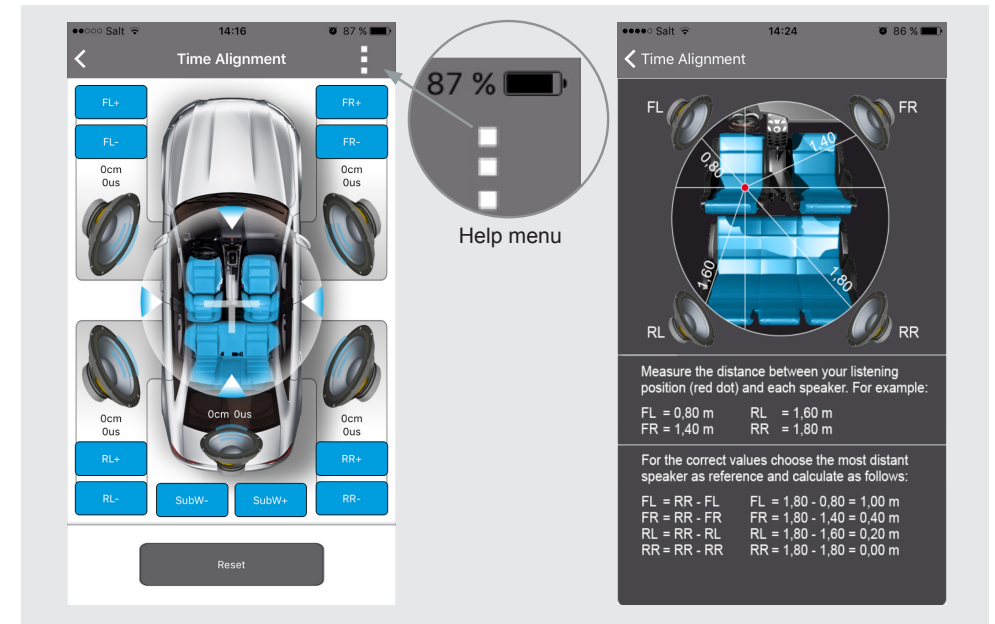 Salt 14:16 87 %
Time Alignment
FL+ FR+
FL- FR-
0cm 0cm
0us 0us
0cm 0us
0cm 0cm
0us 0us
RL+ RR+
RL- SubW- SubW+ RR-
Reset
87 %
Help menu
Salt 14:24 86 %
Time Alignment
FL FR
1,40
0,80
1,60
1,80
RL RR
Measure the distance between your listening
position (red dot) and each speaker. For example:
FL = 0,80 m RL = 1,60 m
FR = 1,40 m RR = 1,80 m
For the correct values choose the most distant
speaker as reference and calculate as follows:
FL = RR - FL FL = 1,80 - 0,80 = 1,00 m
FR = RR - FR FR = 1,80 - 1,40 = 0,40 m
RL = RR - RL RL = 1,80 - 1,60 = 0,20 m
RR = RR - RR RR = 1,80 - 1,80 = 0,00 m